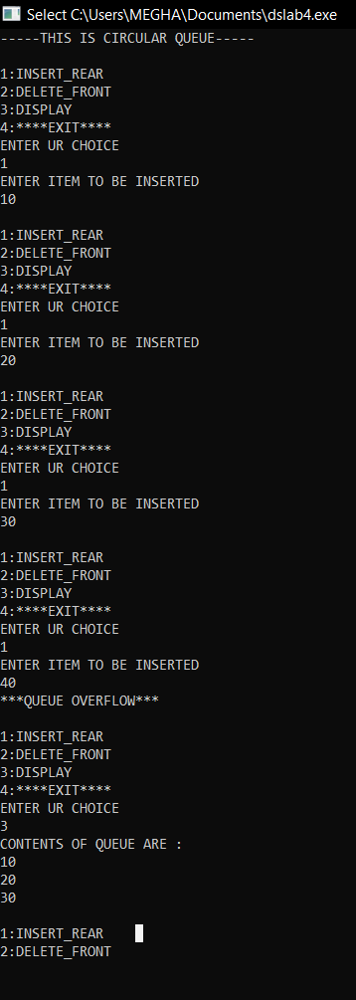 Select C:\Users\MEGHA\Documents\dslab4.exe
-----THIS IS CIRCULAR QUEUE-----
1:INSERT_REAR
2:DELETE_FRONT
3:DISPLAY
4:****EXIT****
ENTER UR CHOICE
1
ENTER ITEM TO BE INSERTED
10
1:INSERT_REAR
2:DELETE_FRONT
3:DISPLAY
4:****EXIT****
ENTER UR CHOICE
1
ENTER ITEM TO BE INSERTED
20
1:INSERT_REAR
2:DELETE_FRONT
3:DISPLAY
4:****EXIT****
ENTER UR CHOICE
1
ENTER ITEM TO BE INSERTED
30
1:INSERT_REAR
2:DELETE_FRONT
3:DISPLAY
4:****EXIT****
ENTER UR CHOICE
1
ENTER ITEM TO BE INSERTED
40
***QUEUE OVERFLOW***
1:INSERT_REAR
2:DELETE_FRONT
3:DISPLAY
4:****EXIT****
ENTER UR CHOICE
3
CONTENTS OF QUEUE ARE :
10
20
30
1:INSERT_REAR
2:DELETE_FRONT